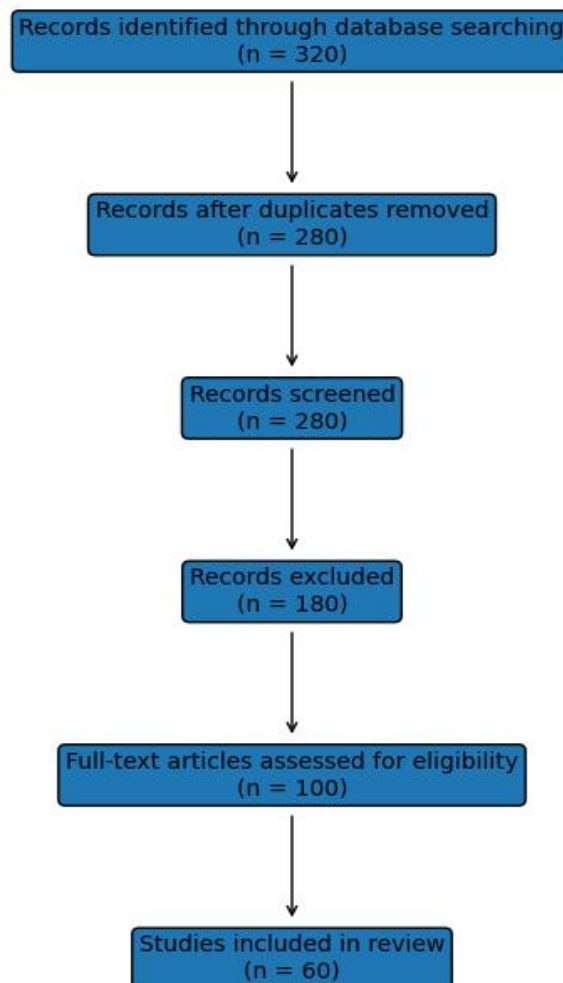 Records identified through database searching
(n = 320)
Records after duplicates removed
(n = 280)
Records screened
(n = 280)
Records excluded
(n = 180)
Full-text articles assessed for eligibility
(n = 100)
Studies included in review
(n = 60)